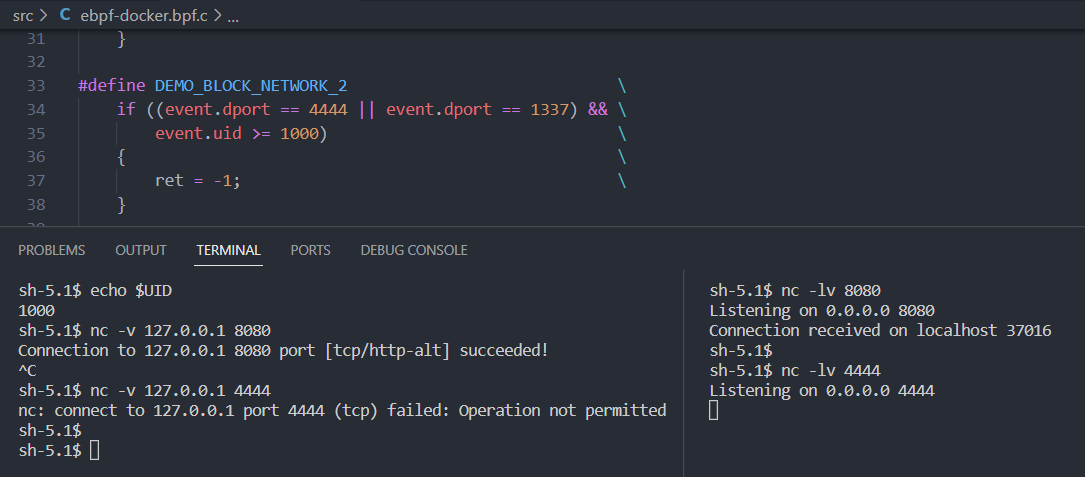 src > C ebpf-docker.bpf.c > ...
31 }
32
33 #define DEMO_BLOCK_NETWORK_2 \
34 if ((event.dport == 4444 || event.dport == 1337) && \
35 event.uid >= 1000) \
36 { \
37 ret = -1; \
38 }
PROBLEMS OUTPUT TERMINAL PORTS DEBUG CONSOLE
sh-5.1$ echo $UID
1000
sh-5.1$ nc -v 127.0.0.1 8080
Connection to 127.0.0.1 8080 port [tcp/http-alt] succeeded!
^C
sh-5.1$ nc -v 127.0.0.1 4444
nc: connect to 127.0.0.1 port 4444 (tcp) failed: Operation not permitted
sh-5.1$
sh-5.1$
sh-5.1$ nc -lv 8080
Listening on 0.0.0.0 8080
Connection received on localhost 37016
sh-5.1$
sh-5.1$ nc -lv 4444
Listening on 0.0.0.0 4444